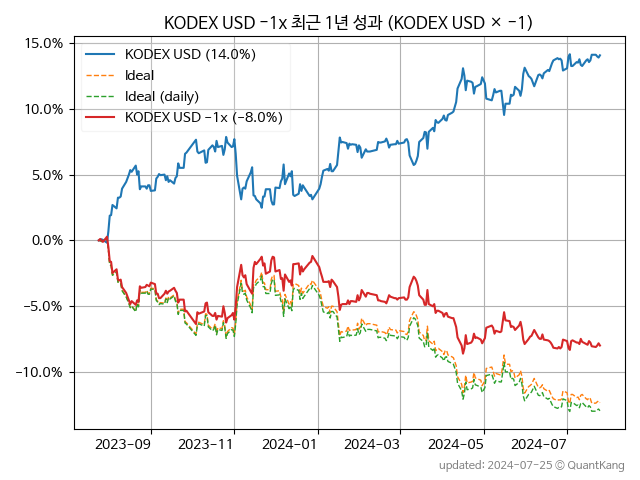 KODEX USD −1x 최근 1년 성과 (KODEX USD × −1)
15.0%
10.0%
5.0%
0.0%
−5.0%
−10.0%
KODEX USD (14.0%)
Ideal
Ideal (daily)
KODEX USD −1x (−8.0%)
2023−09
2023−11
2024−01
2024−03
2024−05
2024−07
updated: 2024−07−25 © QuantKang